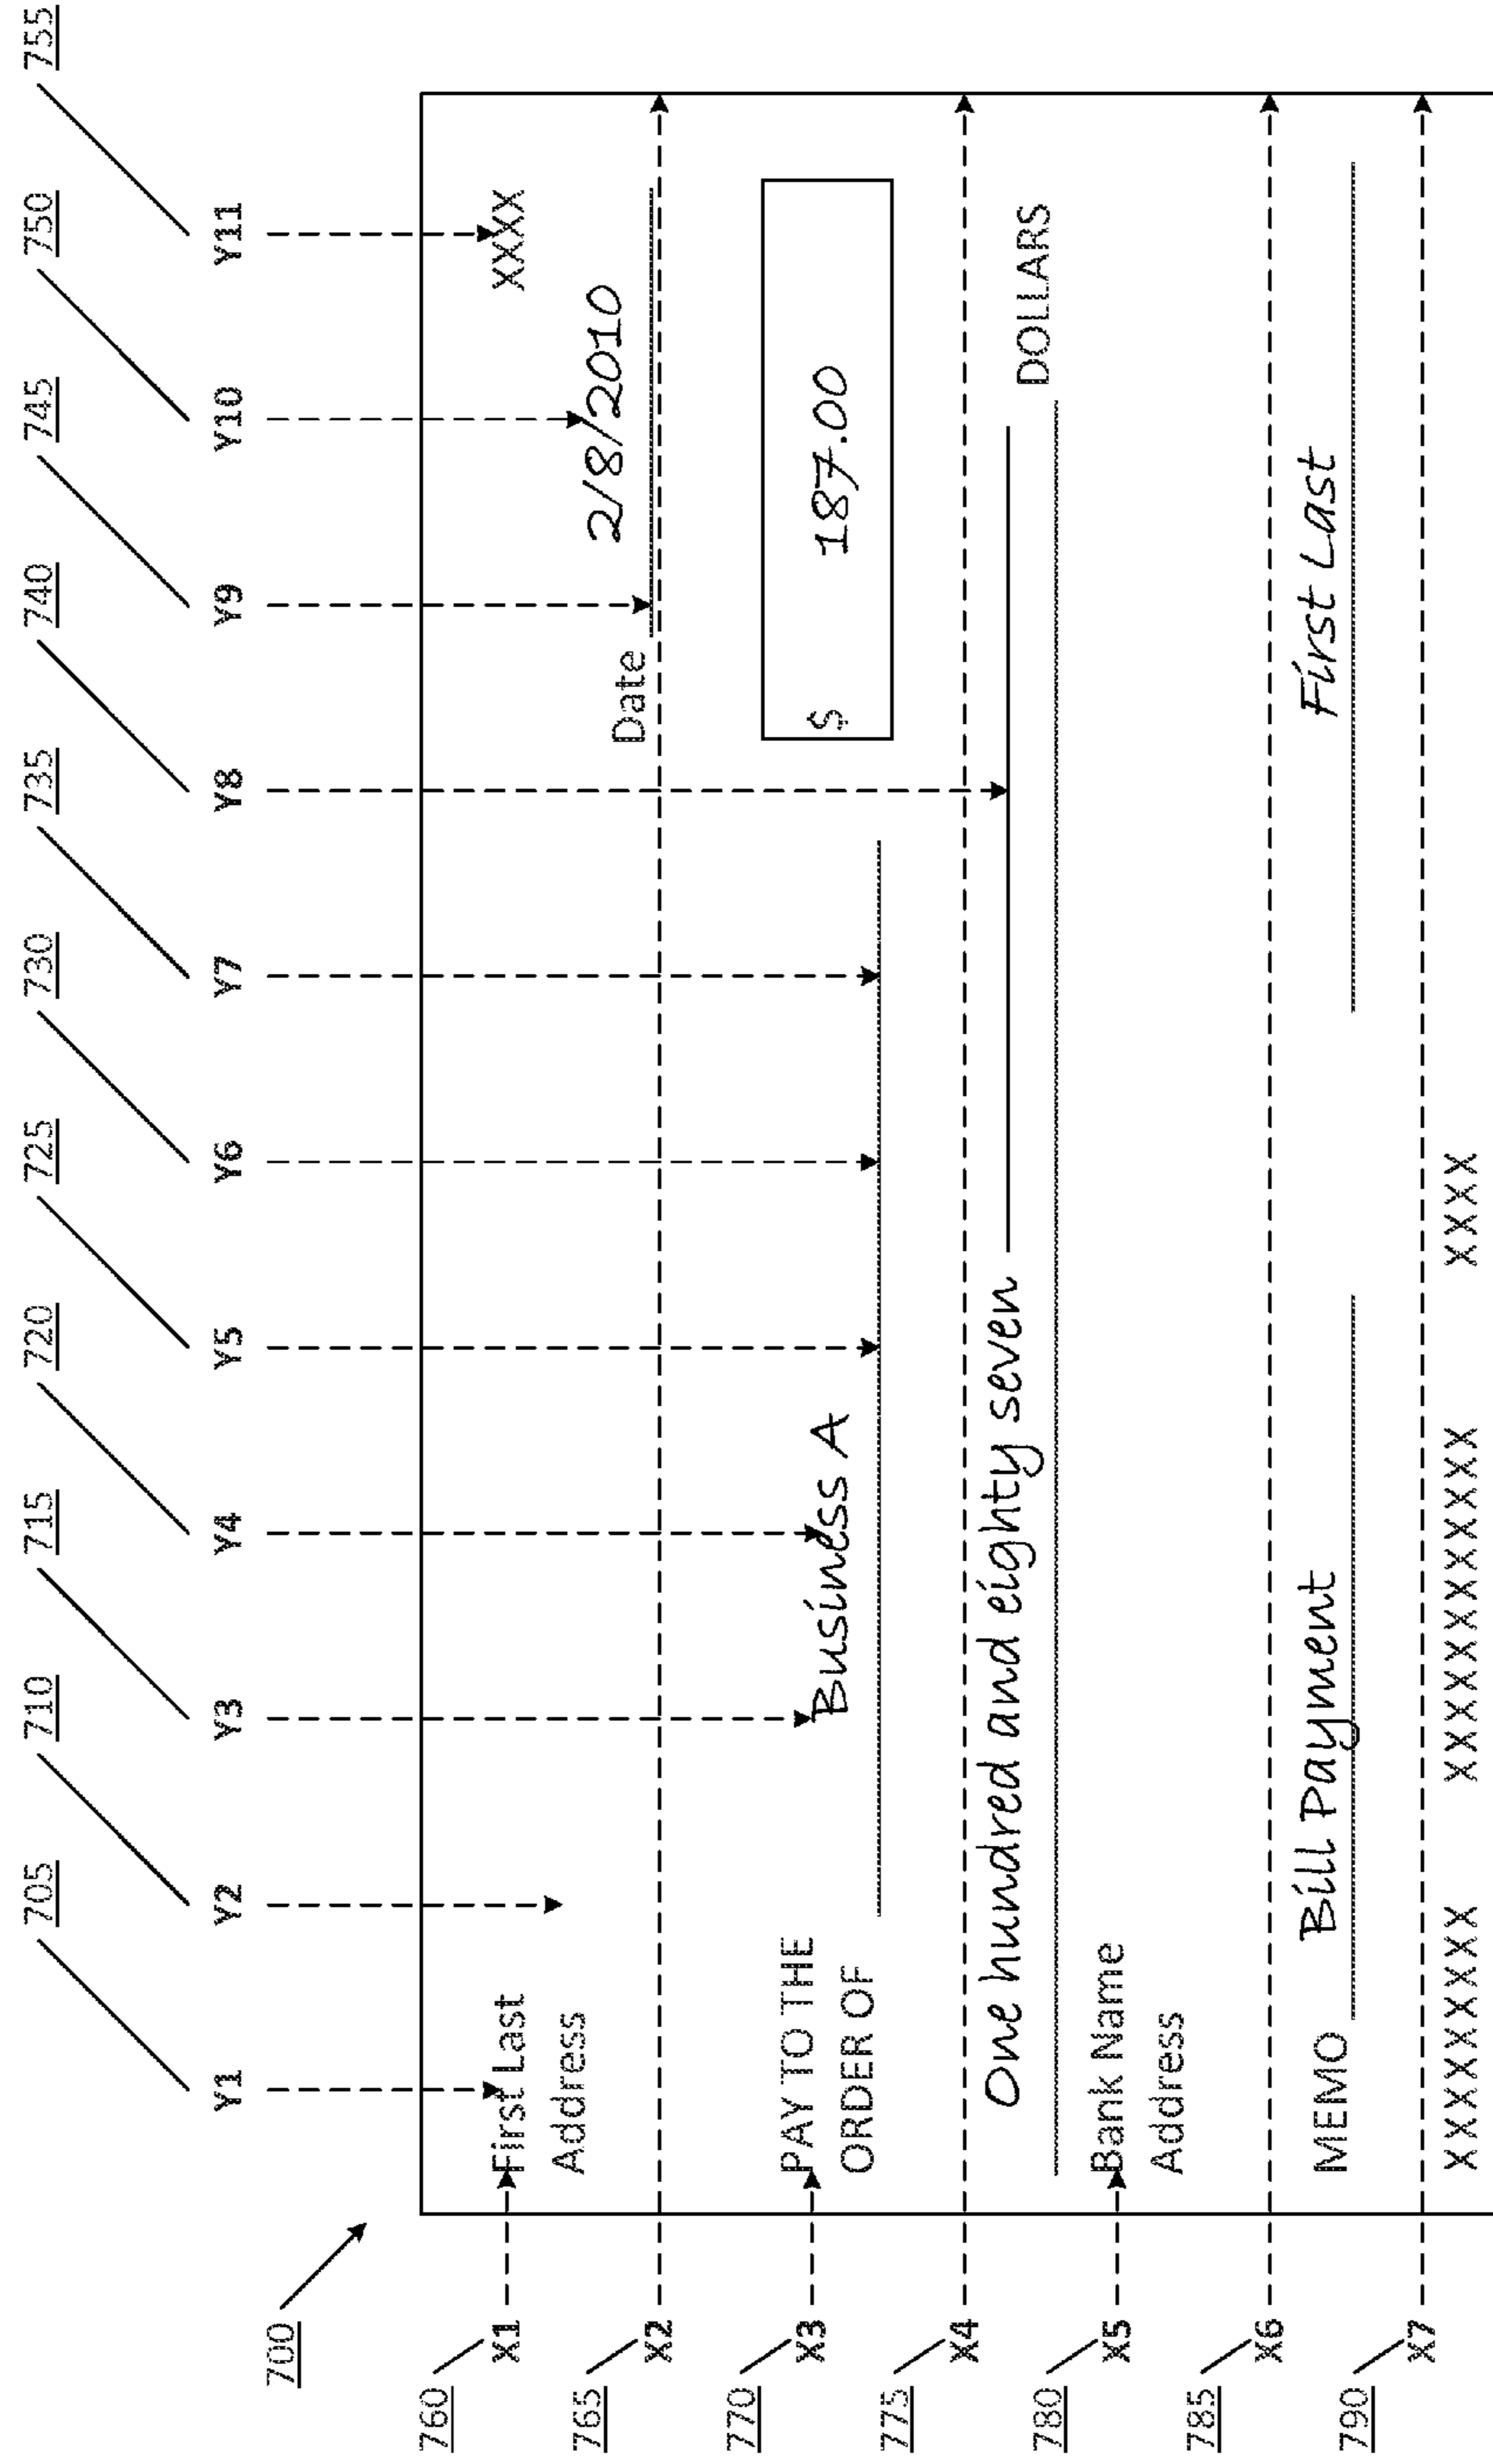 705 710 715 720 725 730 735 740 745 750 755
Y1 Y2 Y3 Y4 Y5 Y6 Y7 Y8 Y9 Y10 Y11
700
760
X1
First Last
XXXX
Address
2/8/2010
765
X2
Date
770
X3
PAY TO THE
ORDER OF
Business A
$ 187.00
775
X4
One hundred and eighty seven
DOLLARS
780
X5
Bank Name
Address
785
X6
MEMO Bill Payment
First Last
790
X7
XXXXXXXXX XXXXXXXXXXXX XXXX